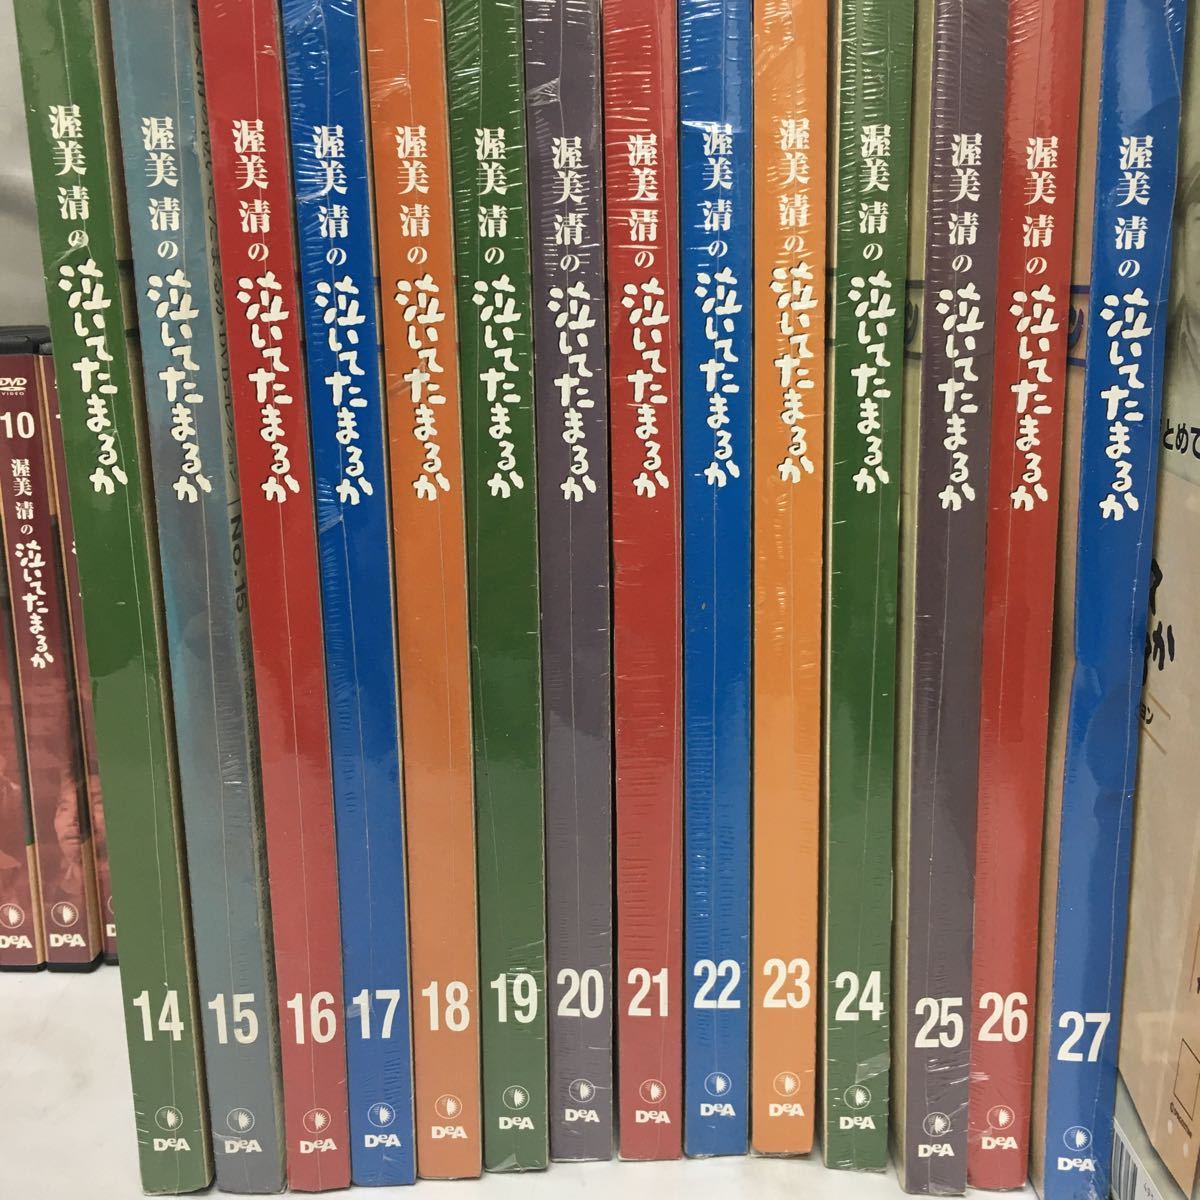 渥美 清の 泣いてたまるか
14
DeA
渥美 清の 泣いてたまるか
15
DeA
No.15
渥美 清の 泣いてたまるか
16
DeA
渥美 清の 泣いてたまるか
17
DeA
渥美 清の 泣いてたまるか
18
DeA
渥美 清の 泣いてたまるか
19
DeA
渥美 清の 泣いてたまるか
20
DeA
渥美 清の 泣いてたまるか
21
DeA
渥美 清の 泣いてたまるか
22
DeA
渥美 清の 泣いてたまるか
23
DeA
渥美 清の 泣いてたまるか
24
DeA
渥美 清の 泣いてたまるか
25
DeA
渥美 清の 泣いてたまるか
26
DeA
渥美 清の 泣いてたまるか
27
DeA
DVD
VIDEO
10
渥美 清の 泣いてたまるか
DeA
DeA
とめて
か
ョン